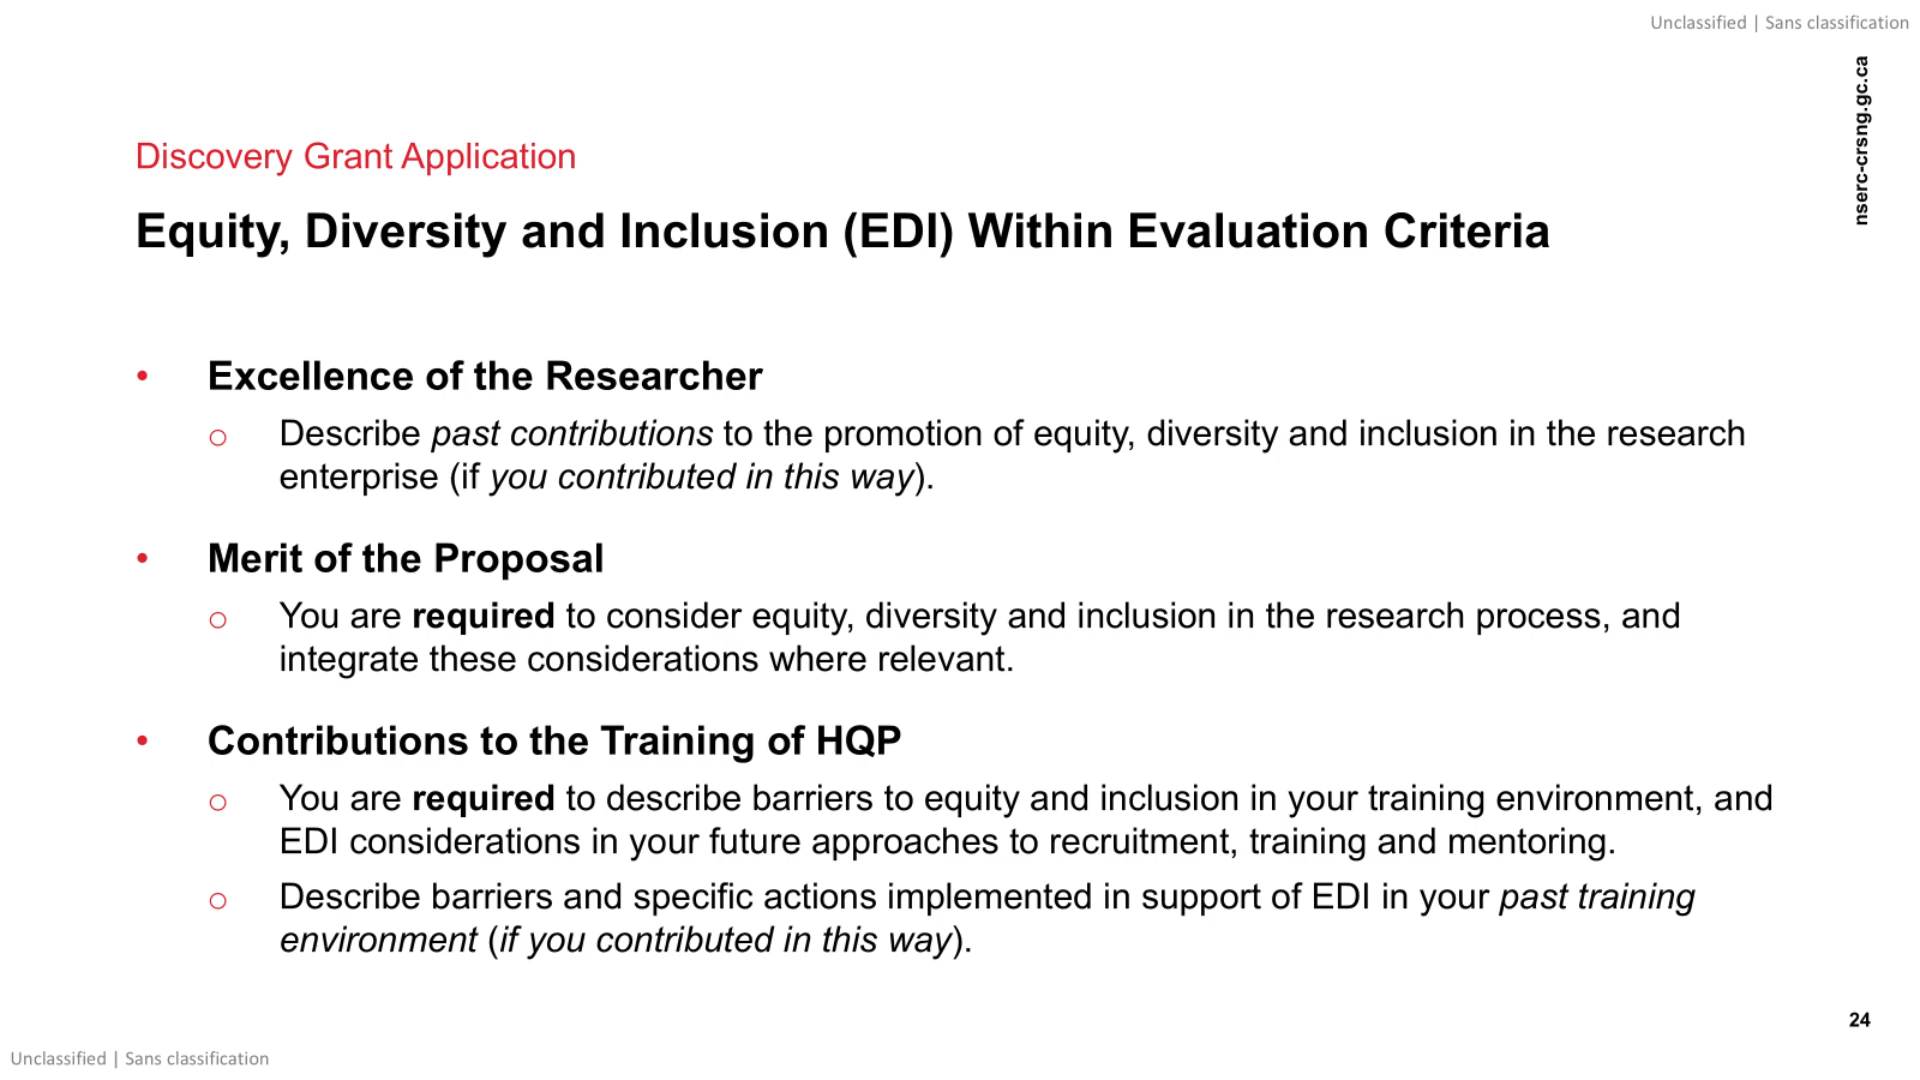 Unclassified | Sans classification
nserc-crsng.gc.ca
Discovery Grant Application
Equity, Diversity and Inclusion (EDI) Within Evaluation Criteria
• Excellence of the Researcher
o Describe past contributions to the promotion of equity, diversity and inclusion in the research
enterprise (if you contributed in this way).
• Merit of the Proposal
o You are required to consider equity, diversity and inclusion in the research process, and
integrate these considerations where relevant.
• Contributions to the Training of HQP
o You are required to describe barriers to equity and inclusion in your training environment, and
EDI considerations in your future approaches to recruitment, training and mentoring.
o Describe barriers and specific actions implemented in support of EDI in your past training
environment (if you contributed in this way).
24
Unclassified | Sans classification